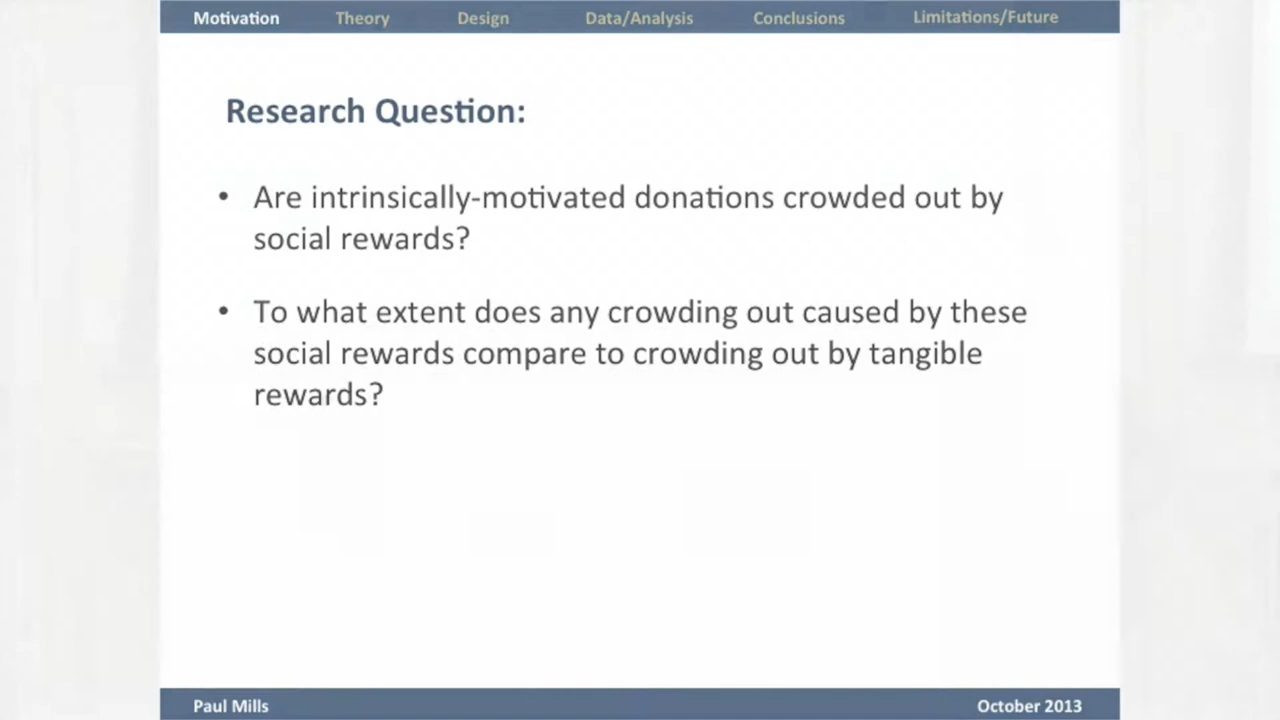 Motivation Theory Design Data/Analysis Conclusions Limitations/Future
Research Question:
• Are intrinsically-motivated donations crowded out by
social rewards?
• To what extent does any crowding out caused by these
social rewards compare to crowding out by tangible
rewards?
Paul Mills October 2013